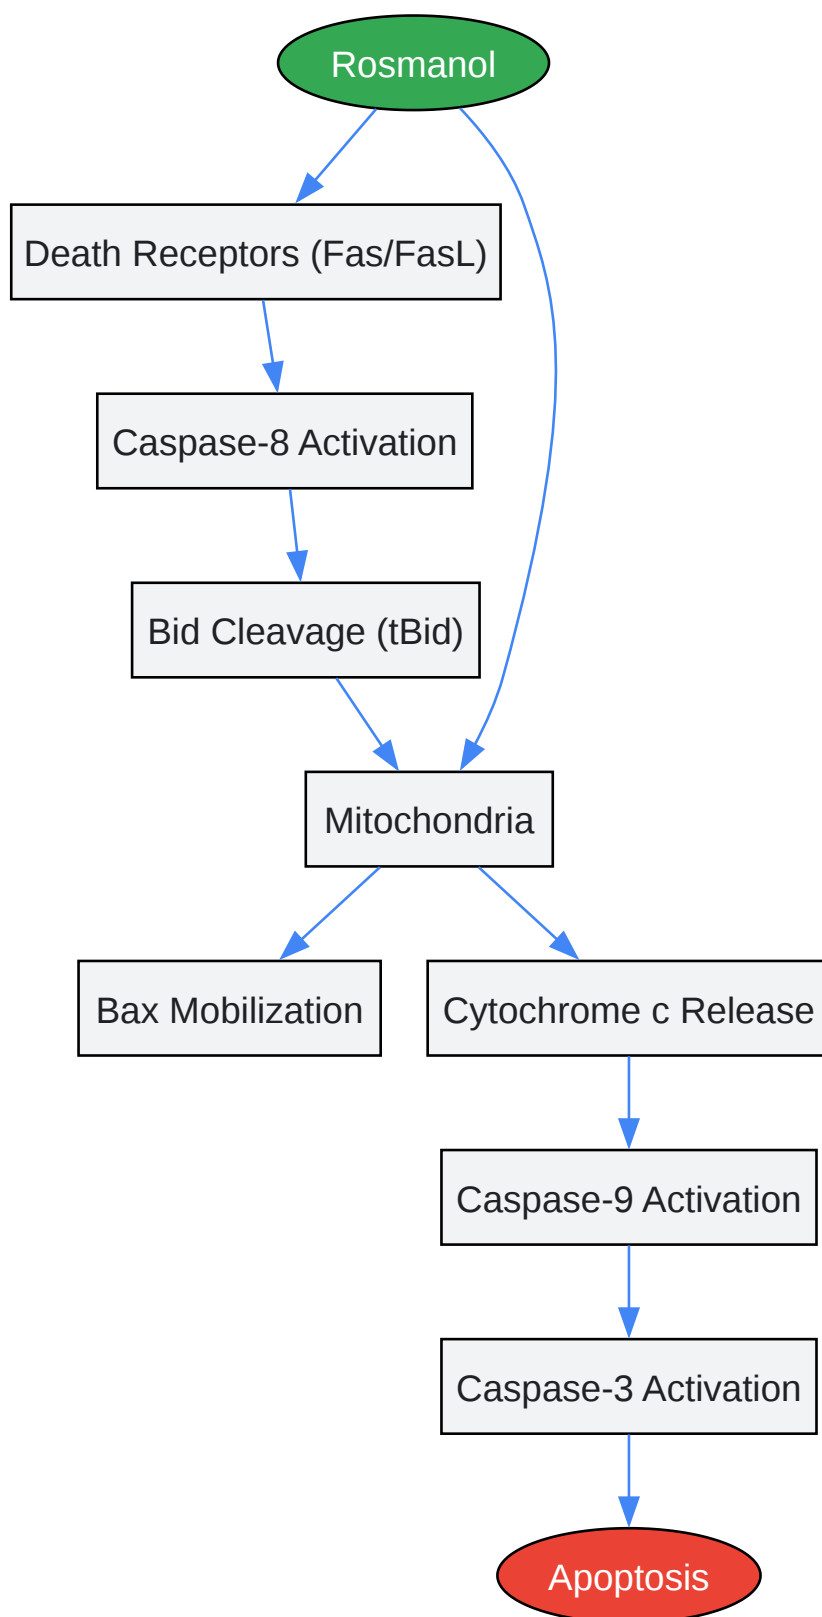 Rosmanol
Death Receptors (Fas/FasL)
Caspase-8 Activation
Bid Cleavage (tBid)
Mitochondria
Bax Mobilization
Cytochrome c Release
Caspase-9 Activation
Caspase-3 Activation
Apoptosis